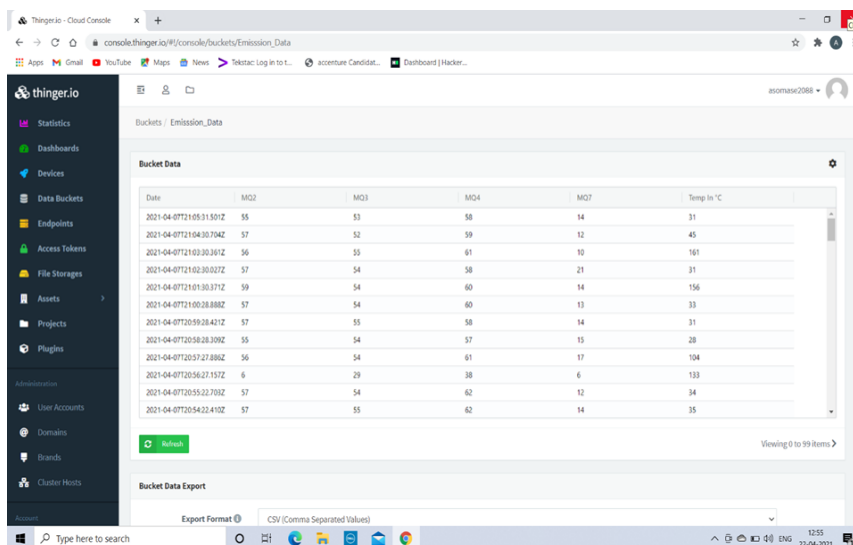 Thinger.io - Cloud Console
console.thinger.io/#!/console/buckets/Emisssion_Data
Apps Gmail YouTube Maps News Tekstac: Log in to t... accenture Candidat... Dashboard | Hacker...
thinger.io
asomase2088
Statistics
Dashboards
Devices
Data Buckets
Endpoints
Access Tokens
File Storages
Assets
Projects
Plugins
Administration
User Accounts
Domains
Brands
Cluster Hosts
Account
Buckets / Emisssion_Data
Bucket Data
Date MQ2 MQ3 MQ4 MQ7 Temp In °C
2021-04-07T21:05:31.501Z 55 53 58 14 31
2021-04-07T21:04:30.704Z 57 52 59 12 45
2021-04-07T21:03:30.361Z 56 55 61 10 161
2021-04-07T21:02:30.027Z 57 54 58 21 31
2021-04-07T21:01:30.371Z 59 54 60 14 156
2021-04-07T21:00:28.888Z 57 54 60 13 33
2021-04-07T20:59:28.421Z 57 55 58 14 31
2021-04-07T20:58:28.309Z 55 54 57 15 28
2021-04-07T20:57:27.886Z 56 54 61 17 104
2021-04-07T20:56:27.157Z 6 29 38 6 133
2021-04-07T20:55:22.703Z 57 54 62 12 34
2021-04-07T20:54:22.410Z 57 55 62 14 35
Refresh
Viewing 0 to 99 items
Bucket Data Export
Export Format
CSV (Comma Separated Values)
Type here to search
ENG
12:55
22-04-2021